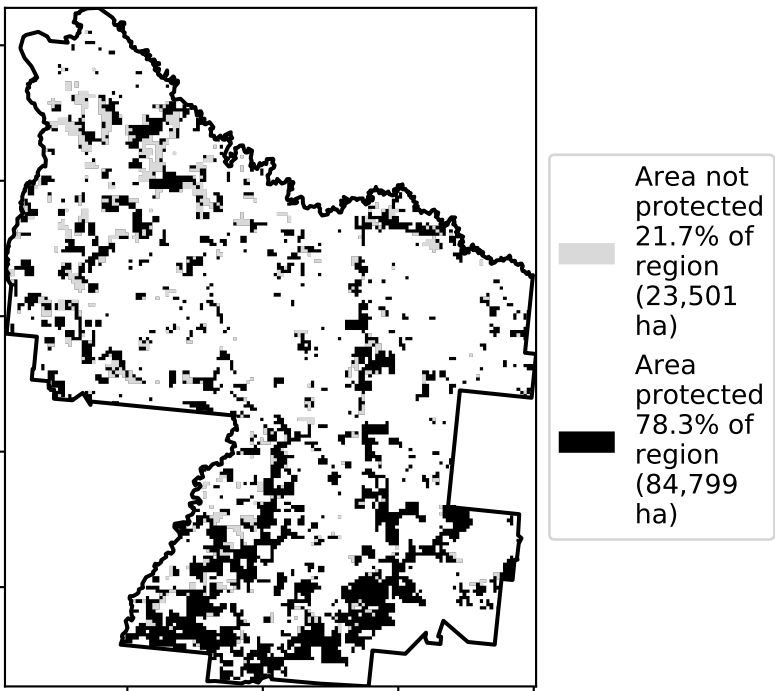 Area not
protected
21.7% of
region
(23,501
ha)
Area
protected
78.3% of
region
(84,799
ha)